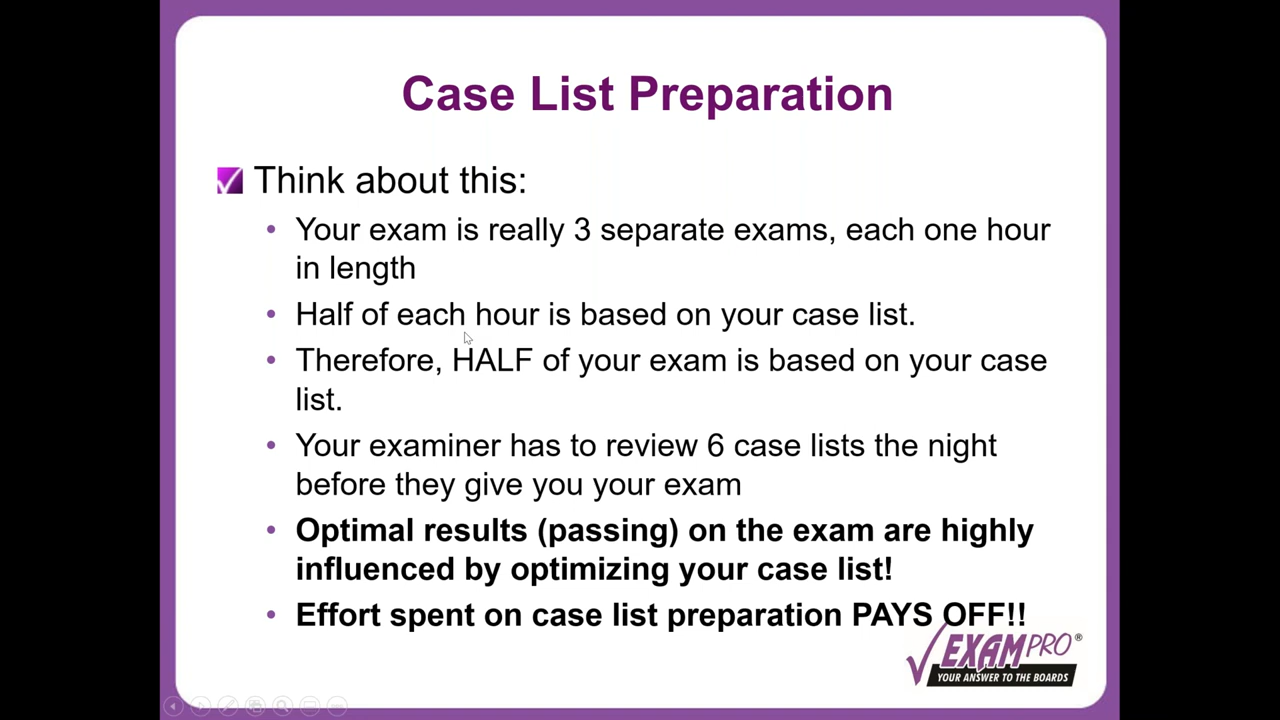 Case List Preparation
Think about this:
• Your exam is really 3 separate exams, each one hour
in length
• Half of each hour is based on your case list.
• Therefore, HALF of your exam is based on your case
list.
• Your examiner has to review 6 case lists the night
before they give you your exam
• Optimal results (passing) on the exam are highly
influenced by optimizing your case list!
• Effort spent on case list preparation PAYS OFF!!
EXAMPRO®
YOUR ANSWER TO THE BOARDS